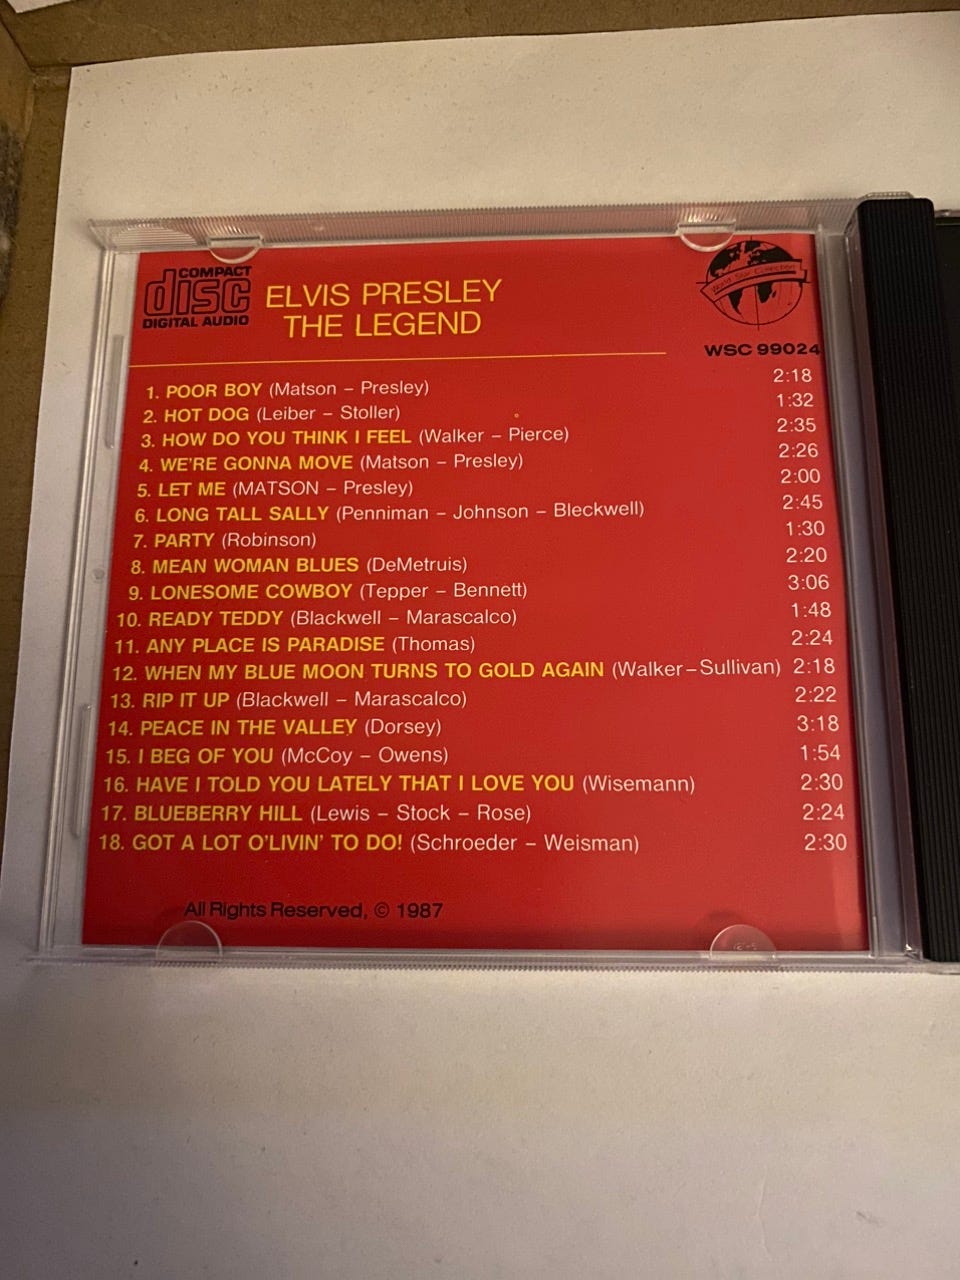 COMPACT
disc
DIGITAL AUDIO
ELVIS PRESLEY
THE LEGEND
World Star Collection
WSC 99024
1. POOR BOY (Matson – Presley) 2:18
2. HOT DOG (Leiber – Stoller) 1:32
3. HOW DO YOU THINK I FEEL (Walker – Pierce) 2:35
4. WE'RE GONNA MOVE (Matson – Presley) 2:26
5. LET ME (MATSON – Presley) 2:00
6. LONG TALL SALLY (Penniman – Johnson – Bleckwell) 2:45
7. PARTY (Robinson) 1:30
8. MEAN WOMAN BLUES (DeMetruis) 2:20
9. LONESOME COWBOY (Tepper – Bennett) 3:06
10. READY TEDDY (Blackwell – Marascalco) 1:48
11. ANY PLACE IS PARADISE (Thomas) 2:24
12. WHEN MY BLUE MOON TURNS TO GOLD AGAIN (Walker–Sullivan) 2:18
13. RIP IT UP (Blackwell – Marascalco) 2:22
14. PEACE IN THE VALLEY (Dorsey) 3:18
15. I BEG OF YOU (McCoy – Owens) 1:54
16. HAVE I TOLD YOU LATELY THAT I LOVE YOU (Wisemann) 2:30
17. BLUEBERRY HILL (Lewis – Stock – Rose) 2:24
18. GOT A LOT O'LIVIN' TO DO! (Schroeder – Weisman) 2:30
All Rights Reserved, © 1987